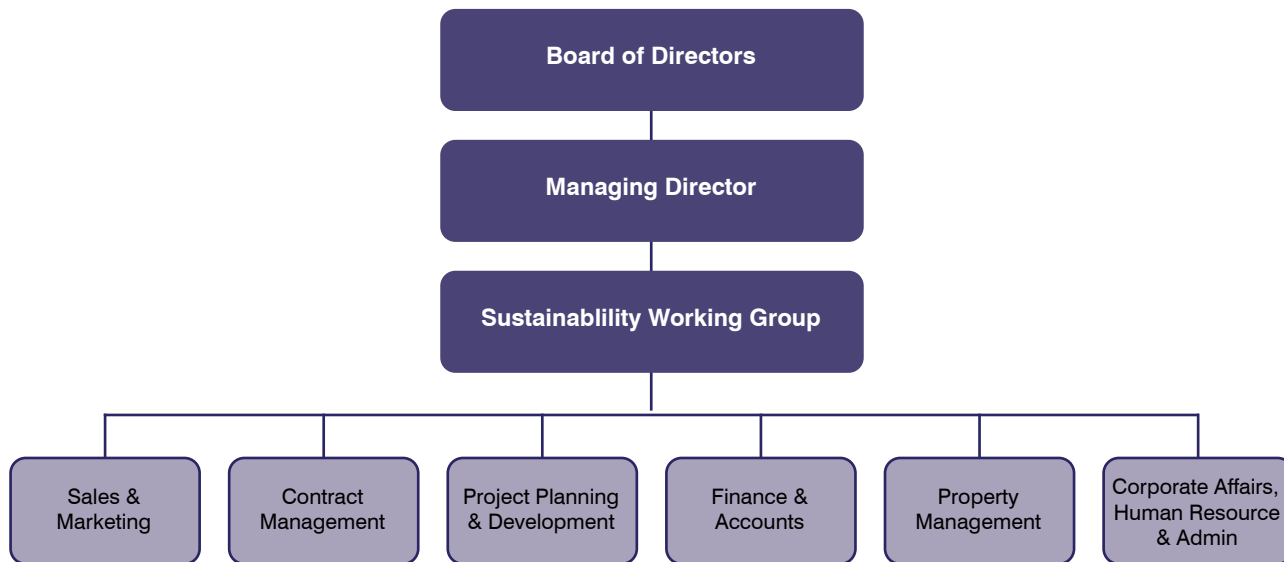 Board of Directors
Managing Director
Sustainablility Working Group
Sales &
Marketing
Contract
Management
Project Planning
& Development
Finance &
Accounts
Property
Management
Corporate Affairs,
Human Resource
& Admin